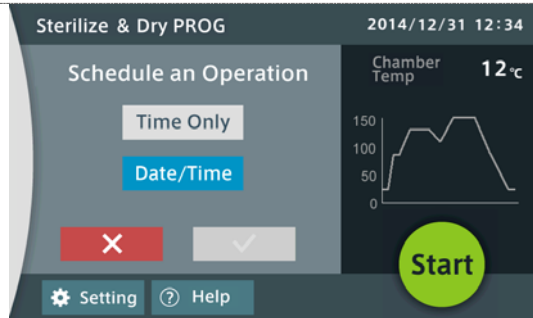 Sterilize & Dry PROG
2014/12/31 12:34
Schedule an Operation
Time Only
Date/Time
Chamber
Temp
12℃
150
100
50
0
Start
Setting
? Help